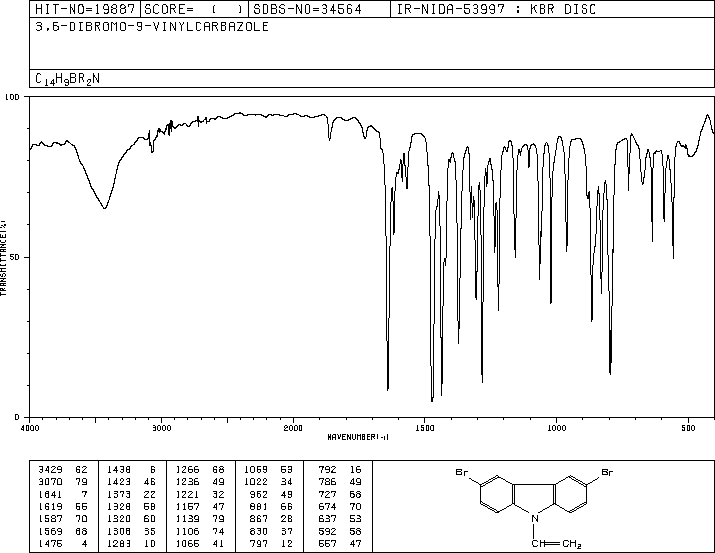 HIT-NO=19887 SCORE= ( ) SDBS-NO=34564 IR-NIDA-53997 : KBR DISC
3,6-DIBROMO-9-VINYLCARBAZOLE
C14H9BR2N
100
50
0
TRANSMITTANCE(%)
4000 3000 2000 1500 1000 500
WAVENUMBER(-1)
3429 62 1438 6 1266 68 1069 63 792 16
3070 79 1423 46 1236 49 1022 34 786 49
1641 7 1373 22 1221 32 962 49 727 68
1619 55 1328 58 1157 47 881 66 674 70
1587 70 1320 60 1139 79 867 28 637 53
1569 68 1308 35 1106 74 830 37 592 58
1475 4 1283 10 1065 41 797 12 557 47
Br Br
N
CH=CH2